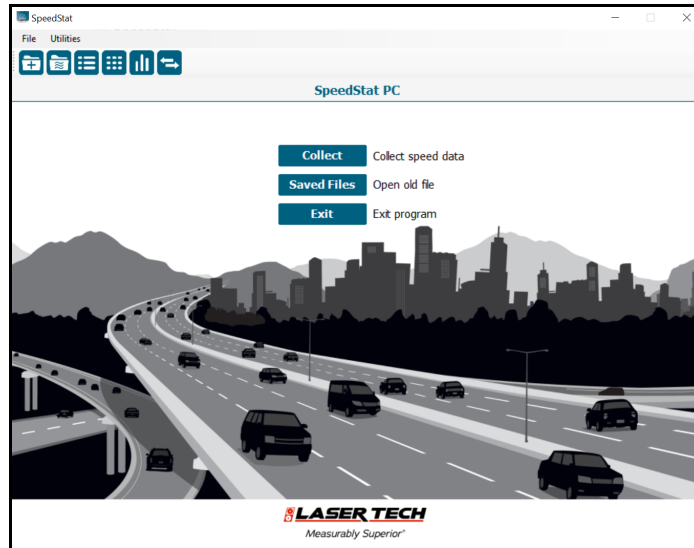 SpeedStat
File Utilities
SpeedStat PC
Collect Collect speed data
Saved Files Open old file
Exit Exit program
LASER TECH
Measurably Superior®